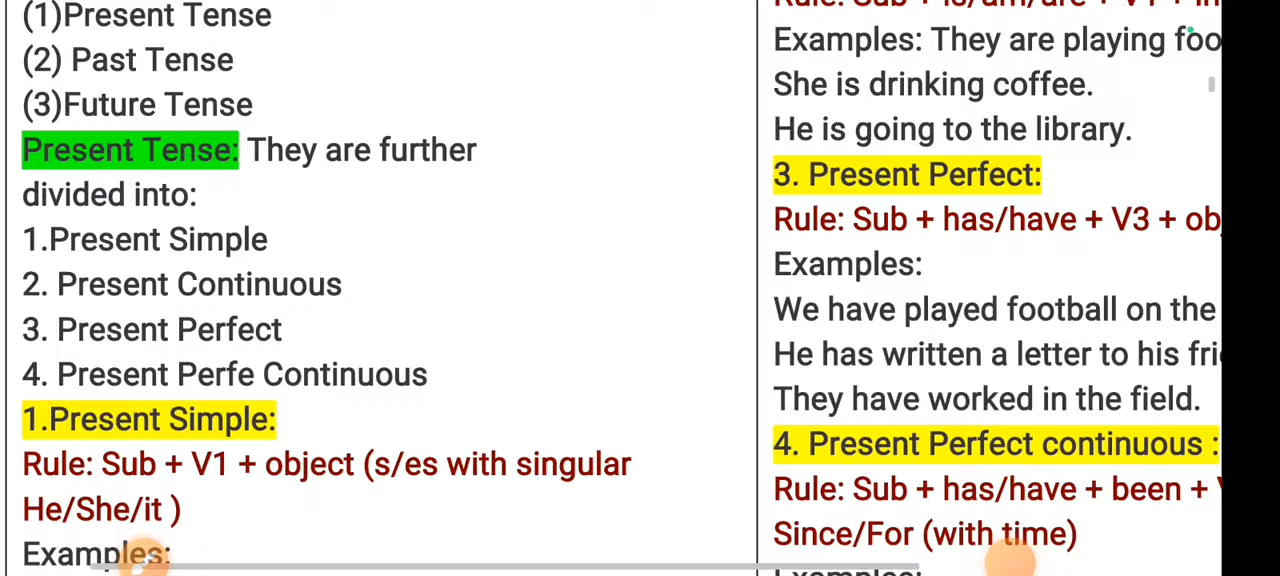 (1)Present Tense
(2) Past Tense
(3)Future Tense
Present Tense: They are further
divided into:
1.Present Simple
2. Present Continuous
3. Present Perfect
4. Present Perfe Continuous
1.Present Simple:
Rule: Sub + V1 + object (s/es with singular
He/She/it )
Examples:
Examples: They are playing foo
She is drinking coffee.
He is going to the library.
3. Present Perfect:
Rule: Sub + has/have + V3 + ob
Examples:
We have played football on the
He has written a letter to his fri
They have worked in the field.
4. Present Perfect continuous :
Rule: Sub + has/have + been +
Since/For (with time)